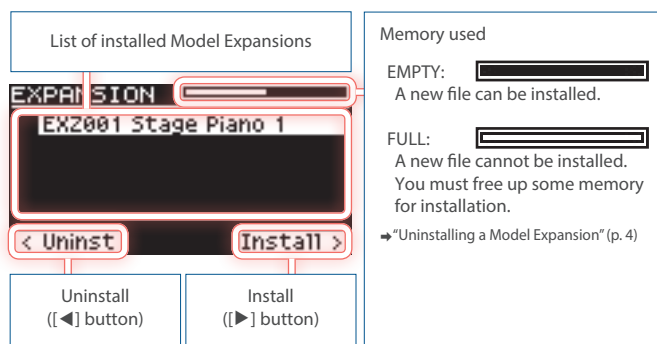 List of installed Model Expansions
EXPANSION
EXZ001 Stage Piano 1
< Uninst
Install >
Uninstall
([◀] button)
Install
([▶] button)
Memory used
EMPTY:
A new file can be installed.
FULL:
A new file cannot be installed.
You must free up some memory
for installation.
➡“Uninstalling a Model Expansion” (p. 4)